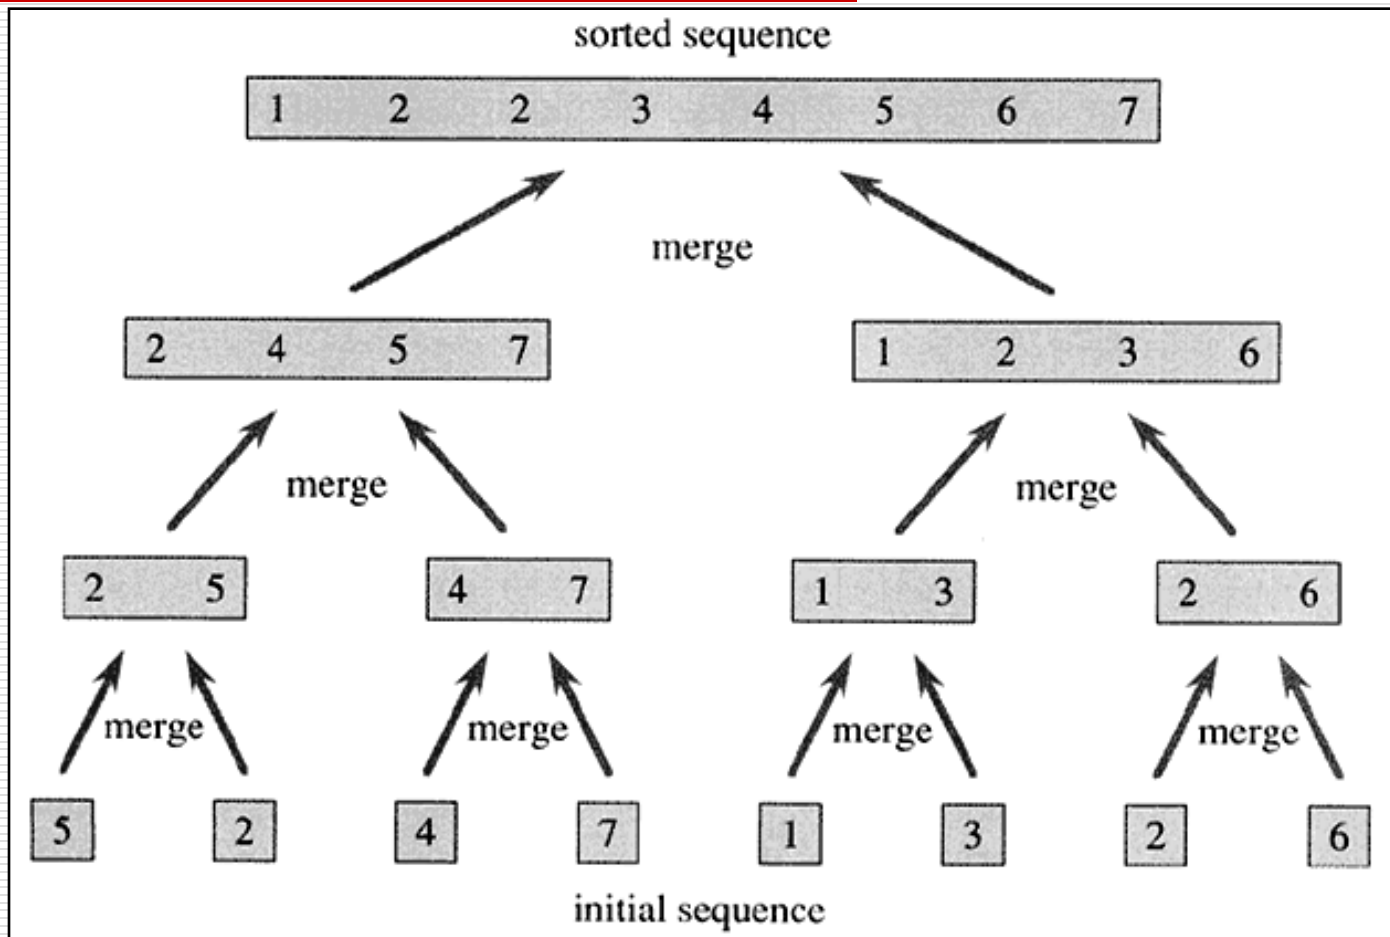 sorted sequence
1 2 2 3 4 5 6 7
merge
2 4 5 7 1 2 3 6
merge merge
2 5 4 7 1 3 2 6
merge merge merge merge
5 2 4 7 1 3 2 6
initial sequence